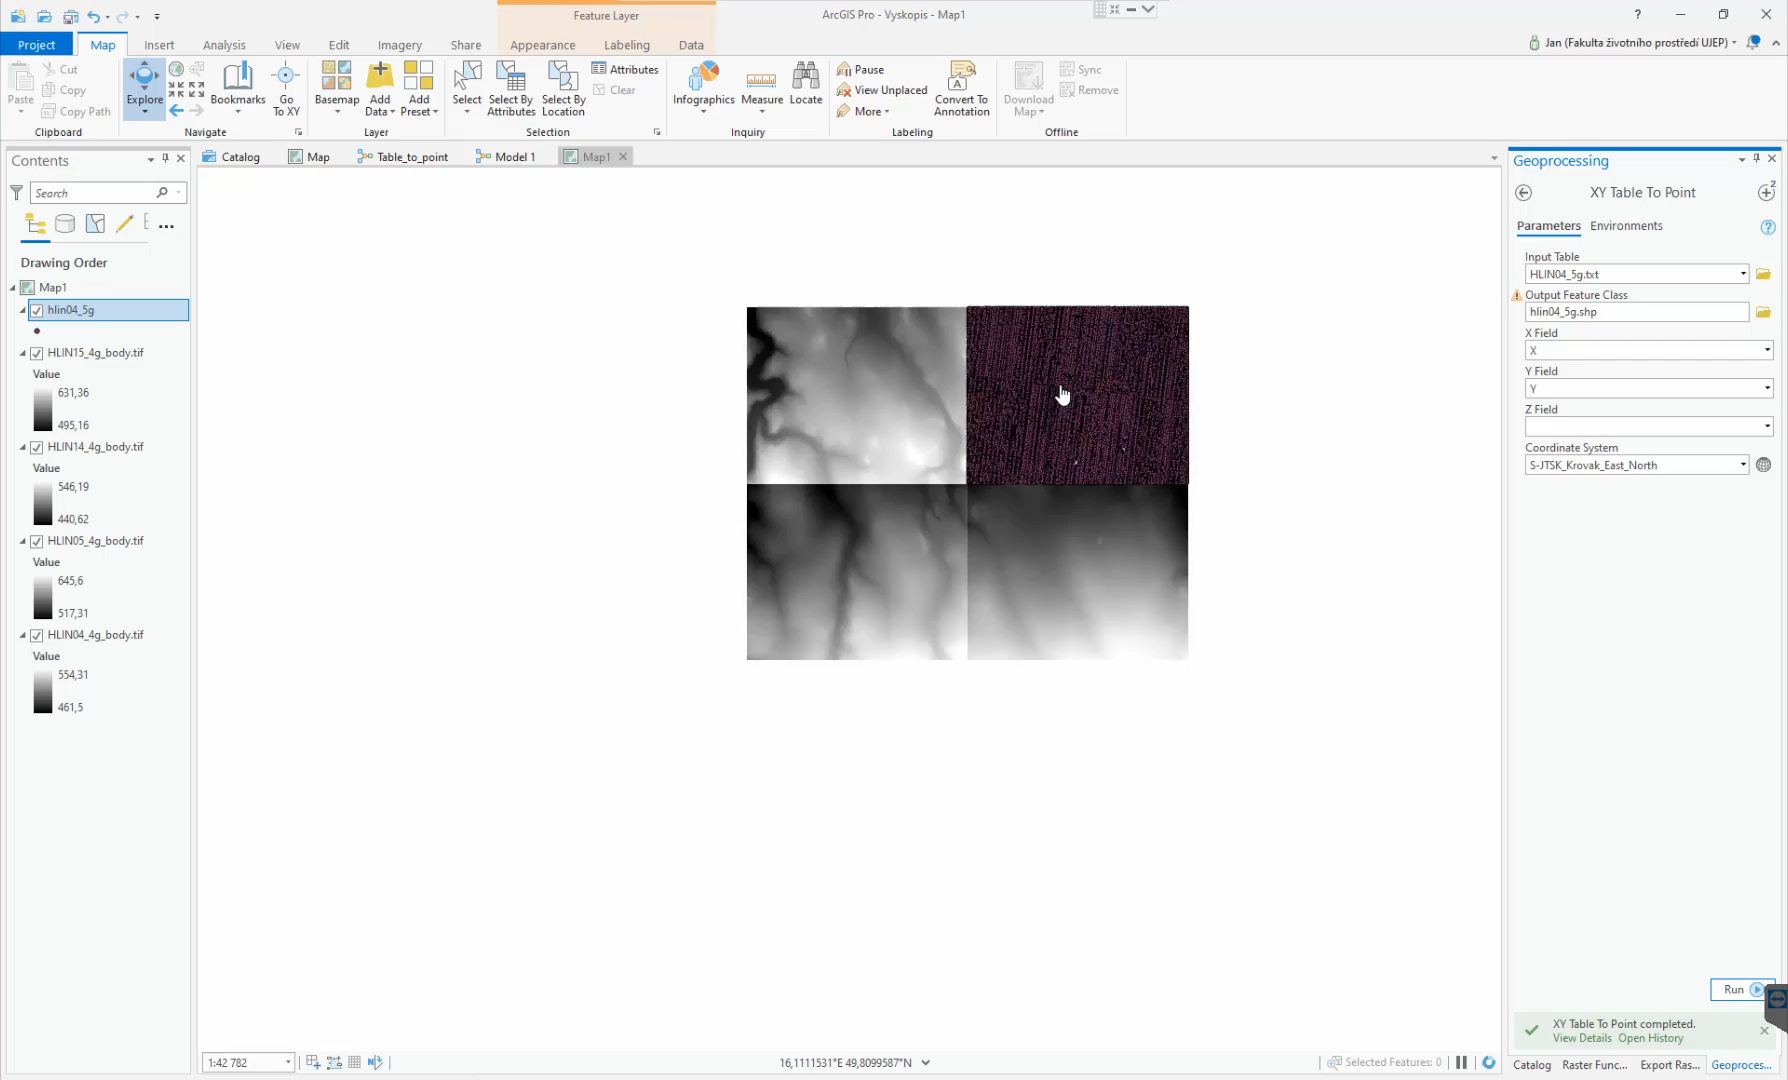 Feature Layer
ArcGIS Pro - Vyskopis - Map1
?
Project
Map
Insert
Analysis
View
Edit
Imagery
Share
Appearance
Labeling
Data
Jan (Fakulta životního prostředí UJEP)
Paste
Cut
Copy
Copy Path
Clipboard
Explore
Bookmarks
Go To XY
Navigate
Basemap
Add Data
Add Preset
Layer
Select
Select By Attributes
Select By Location
Attributes
Clear
Selection
Infographics
Measure
Locate
Inquiry
Pause
View Unplaced
More
Convert To Annotation
Labeling
Download Map
Sync
Remove
Offline
Contents
Search
Drawing Order
Map1
hlin04_5g
HLIN15_4g_body.tif
Value
631,36
495,16
HLIN14_4g_body.tif
Value
546,19
440,62
HLIN05_4g_body.tif
Value
645,6
517,31
HLIN04_4g_body.tif
Value
554,31
461,5
Catalog
Map
Table_to_point
Model 1
Map1
1:42 782
16,1111531°E 49,8099587°N
Selected Features: 0
Geoprocessing
XY Table To Point
2
Parameters
Environments
?
Input Table
HLIN04_5g.txt
Output Feature Class
hlin04_5g.shp
X Field
X
Y Field
Y
Z Field
Coordinate System
S-JTSK_Krovak_East_North
Run
XY Table To Point completed.
View Details Open History
Catalog
Raster Func...
Export Ras...
Geoproces...